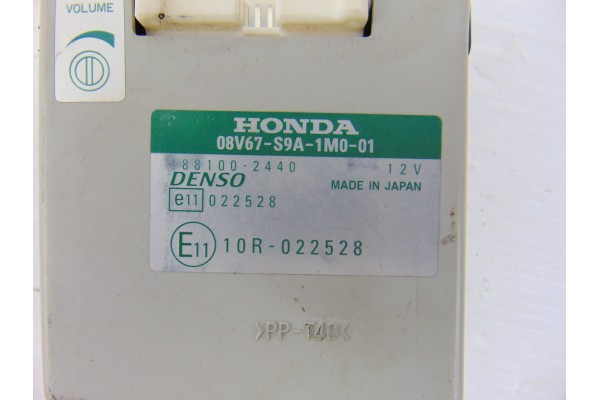 VOLUME
HONDA
08V67-S9A-1M0-01
188100-2440 12V
DENSO MADE IN JAPAN
e11 022528
E11 10R-022528
>PP-T40<